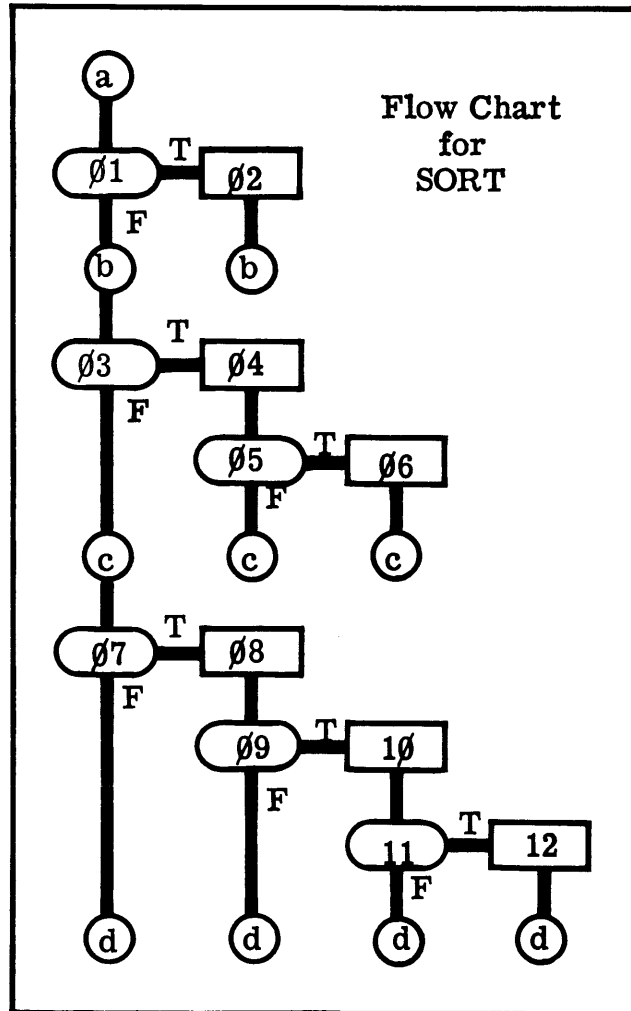 a
Flow Chart
for
SORT
Ø1 T Ø2
F
b b
T
Ø3 Ø4
F
Ø5 T Ø6
F
c c c
T
Ø7 Ø8
F
Ø9 T 1Ø
F
T
11 12
F
d d d d